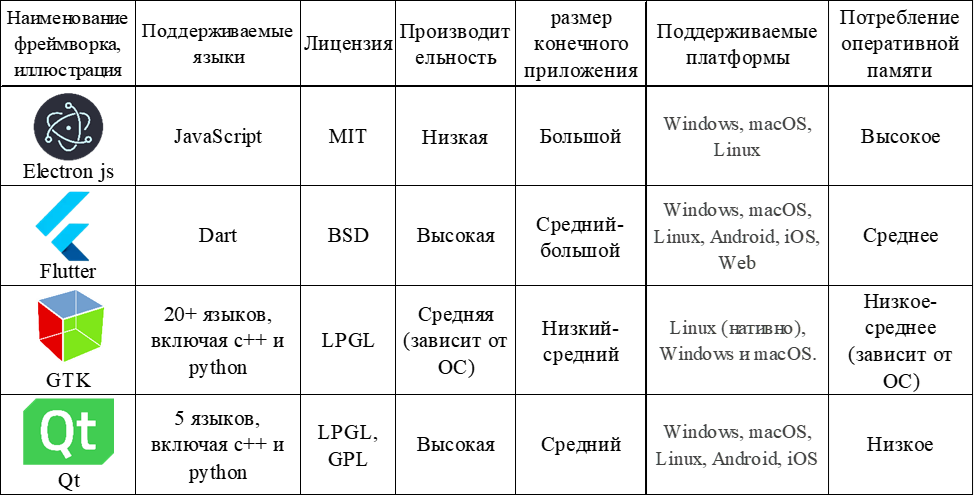 Наименование
фреймворка,
иллюстрация
Поддерживаемые
языки
Лицензия
Производит
ельность
размер
конечного
приложения
Поддерживаемые
платформы
Потребление
оперативной
памяти
Electron js
JavaScript
MIT
Низкая
Большой
Windows, macOS,
Linux
Высокое
Flutter
Dart
BSD
Высокая
Средний-
большой
Windows, macOS,
Linux, Android, iOS,
Web
Среднее
GTK
20+ языков,
включая c++ и
python
LPGL
Средняя
(зависит от
ОС)
Низкий-
средний
Linux (нативно),
Windows и macOS.
Низкое-
среднее
(зависит от
ОС)
Qt
Qt
5 языков,
включая c++ и
python
LPGL,
GPL
Высокая
Средний
Windows, macOS,
Linux, Android, iOS
Низкое